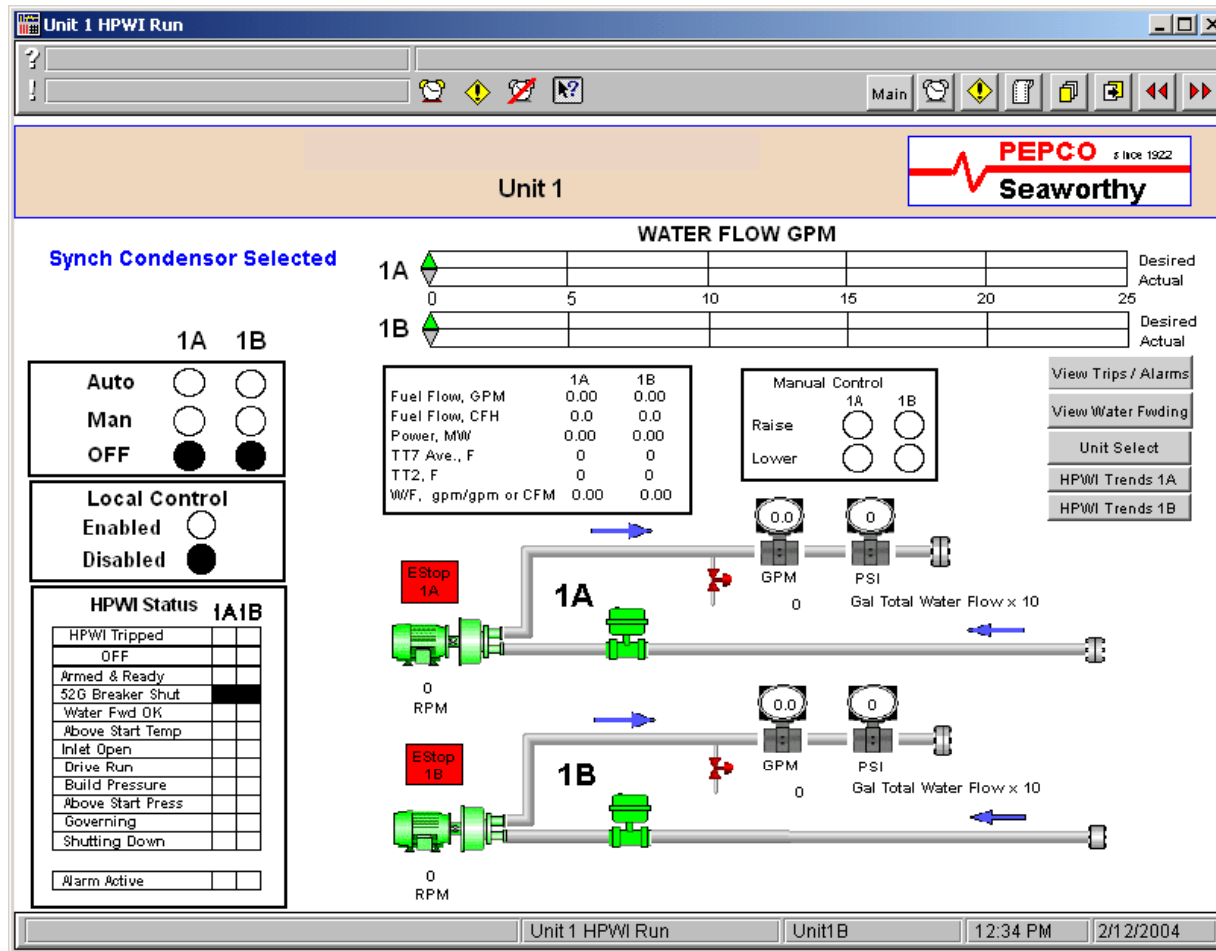 Unit 1 HPWI Run
?
!
Main
Unit 1
PEPCO since 1922
Seaworthy
Synch Condensor Selected
WATER FLOW GPM
1A
Desired
Actual
0 5 10 15 20 25
1B
Desired
Actual
1A 1B
Auto
Man
OFF
Local Control
Enabled
Disabled
HPWI Status 1A1B
HPWI Tripped
OFF
Armed & Ready
52G Breaker Shut
Water Fwd OK
Above Start Temp
Inlet Open
Drive Run
Build Pressure
Above Start Press
Governing
Shutting Down
Alarm Active
1A 1B
Fuel Flow, GPM 0.00 0.00
Fuel Flow, CFH 0.0 0.0
Power, MW 0.00 0.00
TT7 Ave., F 0 0
TT2, F 0 0
W/F, gpm/gpm or CFM 0.00 0.00
Manual Control
1A 1B
Raise
Lower
View Trips / Alarms
View Water Fwding
Unit Select
HPWI Trends 1A
HPWI Trends 1B
0.0 0
EStop
1A
1A
GPM PSI
0 Gal Total Water Flow x 10
0
RPM
0.0 0
EStop
1B
1B
GPM PSI
0 Gal Total Water Flow x 10
0
RPM
Unit 1 HPWI Run Unit1B 12:34 PM 2/12/2004